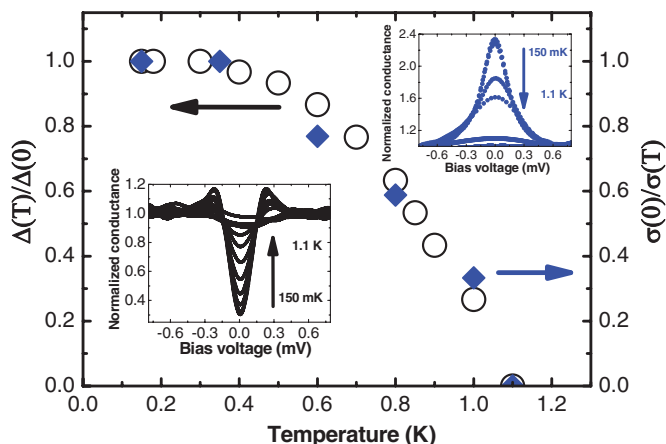 Δ(T)/Δ(0)
1.0
0.8
0.6
0.4
0.2
0.0
0.0 0.2 0.4 0.6 0.8 1.0 1.2
Temperature (K)
σ(0)/σ(T)
1.0
0.8
0.6
0.4
0.2
0.0
Normalized conductance
2.4
2.0
1.6
1.2
150 mK
1.1 K
-0.6 -0.3 0.0 0.3 0.6
Bias voltage (mV)
Normalized conductance
1.2
1.0
0.8
0.6
0.4
1.1 K
150 mK
-0.6 -0.3 0.0 0.3 0.6
Bias voltage (mV)